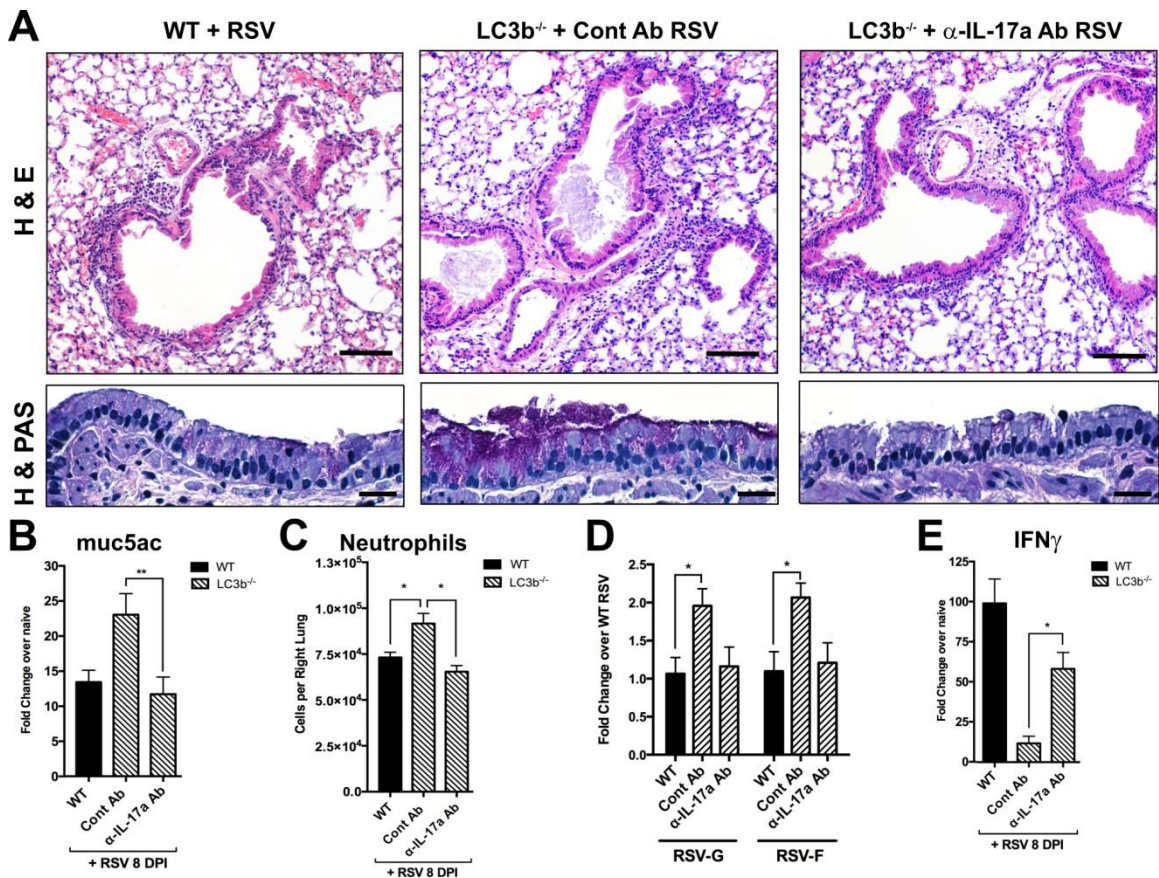 A
WT + RSV
LC3b-/- + Cont Ab RSV
LC3b-/- + α-IL-17a Ab RSV
H & E
H & PAS
B
muc5ac
WT
LC3b-/-
**
Fold Change over naive
25
20
15
10
5
0
WT
Cont Ab
α-IL-17a Ab
+ RSV 8 DPI
C
Neutrophils
WT
LC3b-/-
*
*
Cells per Right Lung
1.3×10^5
1.0×10^5
7.5×10^4
5.0×10^4
2.5×10^4
0.0
WT
Cont Ab
α-IL-17a Ab
+ RSV 8 DPI
D
*
*
Fold Change over WT RSV
2.5
2.0
1.5
1.0
0.5
0.0
WT
Cont Ab
α-IL-17a Ab
WT
Cont Ab
α-IL-17a Ab
RSV-G
RSV-F
E
IFNγ
WT
LC3b-/-
*
Fold Change over naive
125
100
75
50
25
0
WT
Cont Ab
α-IL-17a Ab
+ RSV 8 DPI